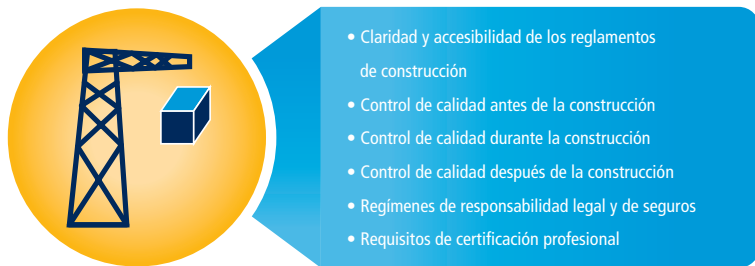 • Claridad y accesibilidad de los reglamentos
de construcción
• Control de calidad antes de la construcción
• Control de calidad durante la construcción
• Control de calidad después de la construcción
• Regímenes de responsabilidad legal y de seguros
• Requisitos de certificación profesional